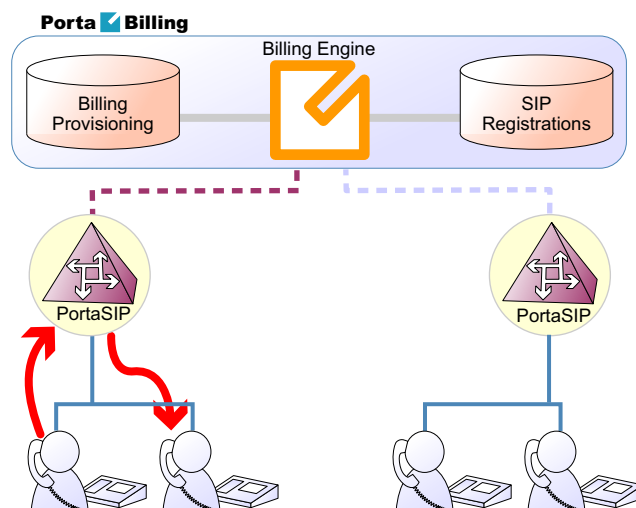 Porta Billing
Billing Engine
Billing
Provisioning
SIP
Registrations
PortaSIP
PortaSIP